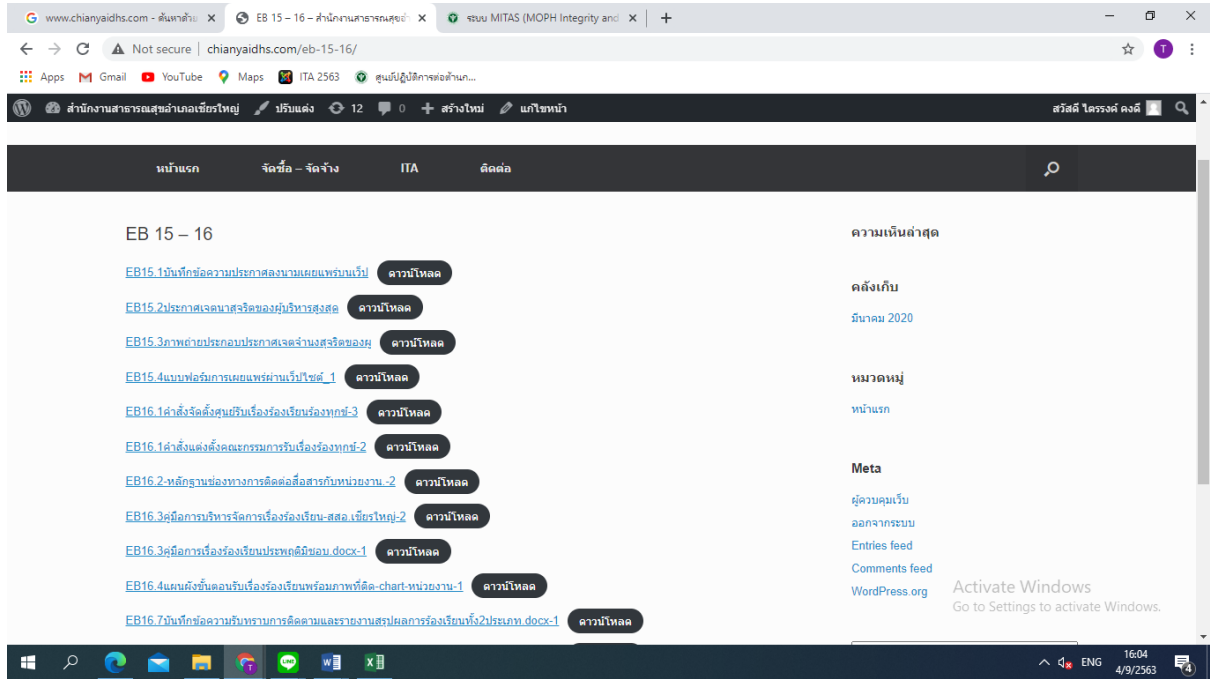 www.chianyaidhs.com - ค้นหาด้วย
EB 15 – 16 – สำนักงานสาธารณสุขอำ
ระบบ MITAS (MOPH Integrity and
Not secure | chianyaidhs.com/eb-15-16/
T
Apps Gmail YouTube Maps ITA 2563 ศูนย์ปฏิบัติการต่อต้านก...
สำนักงานสาธารณสุขอำเภอเชียรใหญ่ ปรับแต่ง 12 0 สร้างใหม่ แก้ไขหน้า สวัสดี ไตรรงค์ คงดี
หน้าแรก จัดซื้อ – จัดจ้าง ITA ติดต่อ
EB 15 – 16
EB15.1บันทึกข้อความประกาศลงนามเผยแพร่บนเว็ป ดาวน์โหลด
EB15.2ประกาศเจตนาสุจริตของผู้บริหารสูงสุด ดาวน์โหลด
EB15.3ภาพถ่ายประกอบประกาศเจตจำนงสุจริตของผู ดาวน์โหลด
EB15.4แบบฟอร์มการเผยแพร่ผ่านเว็ปไซต์_1 ดาวน์โหลด
EB16.1คำสั่งจัดตั้งศูนย์รับเรื่องร้องเรียนร้องทุกข์-3 ดาวน์โหลด
EB16.1คำสั่งแต่งตั้งคณะกรรมการรับเรื่องร้องทุกข์-2 ดาวน์โหลด
EB16.2-หลักฐานช่องทางการติดต่อสื่อสารกับหน่วยงาน.-2 ดาวน์โหลด
EB16.3คู่มือการบริหารจัดการเรื่องร้องเรียน-สสอ.เชียรใหญ่-2 ดาวน์โหลด
EB16.3คู่มือการเรื่องร้องเรียนประพฤติมิชอบ.docx-1 ดาวน์โหลด
EB16.4แผนผังขั้นตอนรับเรื่องร้องเรียนพร้อมภาพที่ติด-chart-หน่วยงาน-1 ดาวน์โหลด
EB16.7บันทึกข้อความรับทราบการติดตามและรายงานสรุปผลการร้องเรียนทั้ง2ประเภท.docx-1 ดาวน์โหลด
ความเห็นล่าสุด
คลังเก็บ
มีนาคม 2020
หมวดหมู่
หน้าแรก
Meta
ผู้ควบคุมเว็บ
ออกจากระบบ
Entries feed
Comments feed
WordPress.org
Activate Windows
Go to Settings to activate Windows.
ENG
16:04
4/9/2563
4